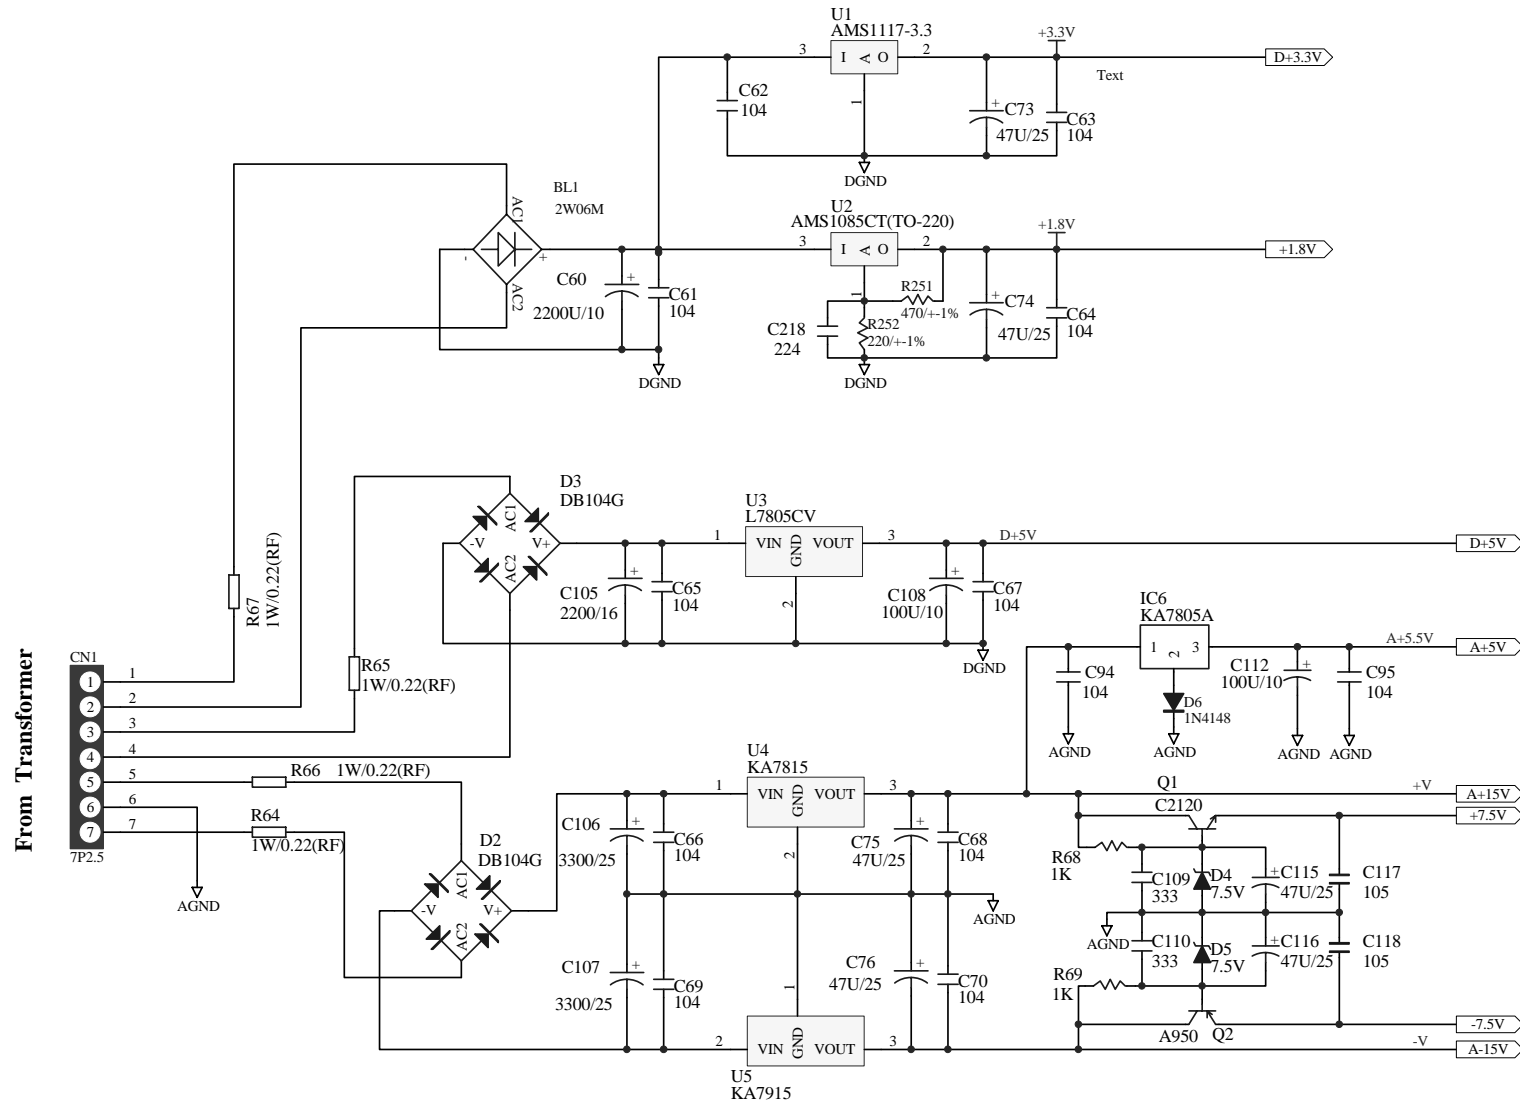 U1
AMS1117-3.3
3
I
A
O
2
1
+3.3V
Text
D+3.3V
C62
104
C73
+
47U/25
C63
104
DGND
BL1
2W06M
AC1
AC2
-
+
C60
+
2200U/10
C61
104
DGND
U2
AMS1085CT(TO-220)
3
I
A
O
2
1
+1.8V
+1.8V
R251
470/+-1%
R252
220/+-1%
C218
224
C74
+
47U/25
C64
104
DGND
D3
DB104G
AC1
-V
V+
AC2
U3
L7805CV
1
VIN
GND
VOUT
3
2
D+5V
D+5V
C105
+
2200/16
C65
104
C108
+
100U/10
C67
104
DGND
R67
1W/0.22(RF)
R65
1W/0.22(RF)
From Transformer
CN1
1
2
3
4
5
6
7
1
2
3
4
5
6
7
7P2.5
R66 1W/0.22(RF)
R64
1W/0.22(RF)
AGND
D2
DB104G
AC1
-V
V+
AC2
IC6
KA7805A
1
2
3
A+5.5V
A+5V
C94
104
D6
1N4148
C112
+
100U/10
C95
104
AGND
AGND
AGND
AGND
U4
KA7815
1
VIN
GND
VOUT
3
2
C106
+
3300/25
C66
104
C75
+
47U/25
C68
104
AGND
C107
+
3300/25
C69
104
C76
+
47U/25
C70
104
1
2
VIN
GND
VOUT
3
U5
KA7915
Q1
C2120
+V
A+15V
+7.5V
R68
1K
C109
333
D4
7.5V
+
C115
47U/25
C117
105
AGND
C110
333
D5
7.5V
+
C116
47U/25
C118
105
R69
1K
A950
Q2
-7.5V
-V
A-15V